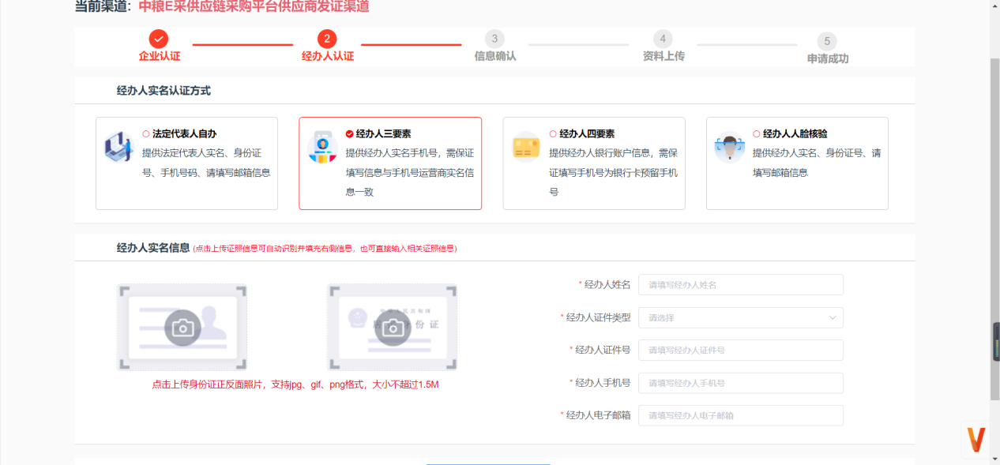 当前渠道：中粮E采供应链采购平台供应商发证渠道
2 3 4 5
企业认证 经办人认证 信息确认 资料上传 申请成功
经办人实名认证方式
法定代表人自办
提供法定代表人实名、身份证
号、手机号码、请填写邮箱信息
经办人三要素
提供经办人实名手机号，需保证
填写信息与手机号运营商实名信
息一致
经办人四要素
提供经办人银行账户信息，需保
证填写手机号为银行卡预留手机
号
经办人人脸核验
提供经办人实名、身份证号、请
填写邮箱信息
经办人实名信息 (点击上传证照信息可自动识别并填充右侧信息，也可直接输入相关证照信息)
点击上传身份证正反面照片，支持jpg、gif、png格式，大小不超过1.5M
* 经办人姓名 请填写经办人姓名
* 经办人证件类型 请选择
* 经办人证件号 请填写经办人证件号
* 经办人手机号 请填写经办人手机号
* 经办人电子邮箱 请填写经办人电子邮箱